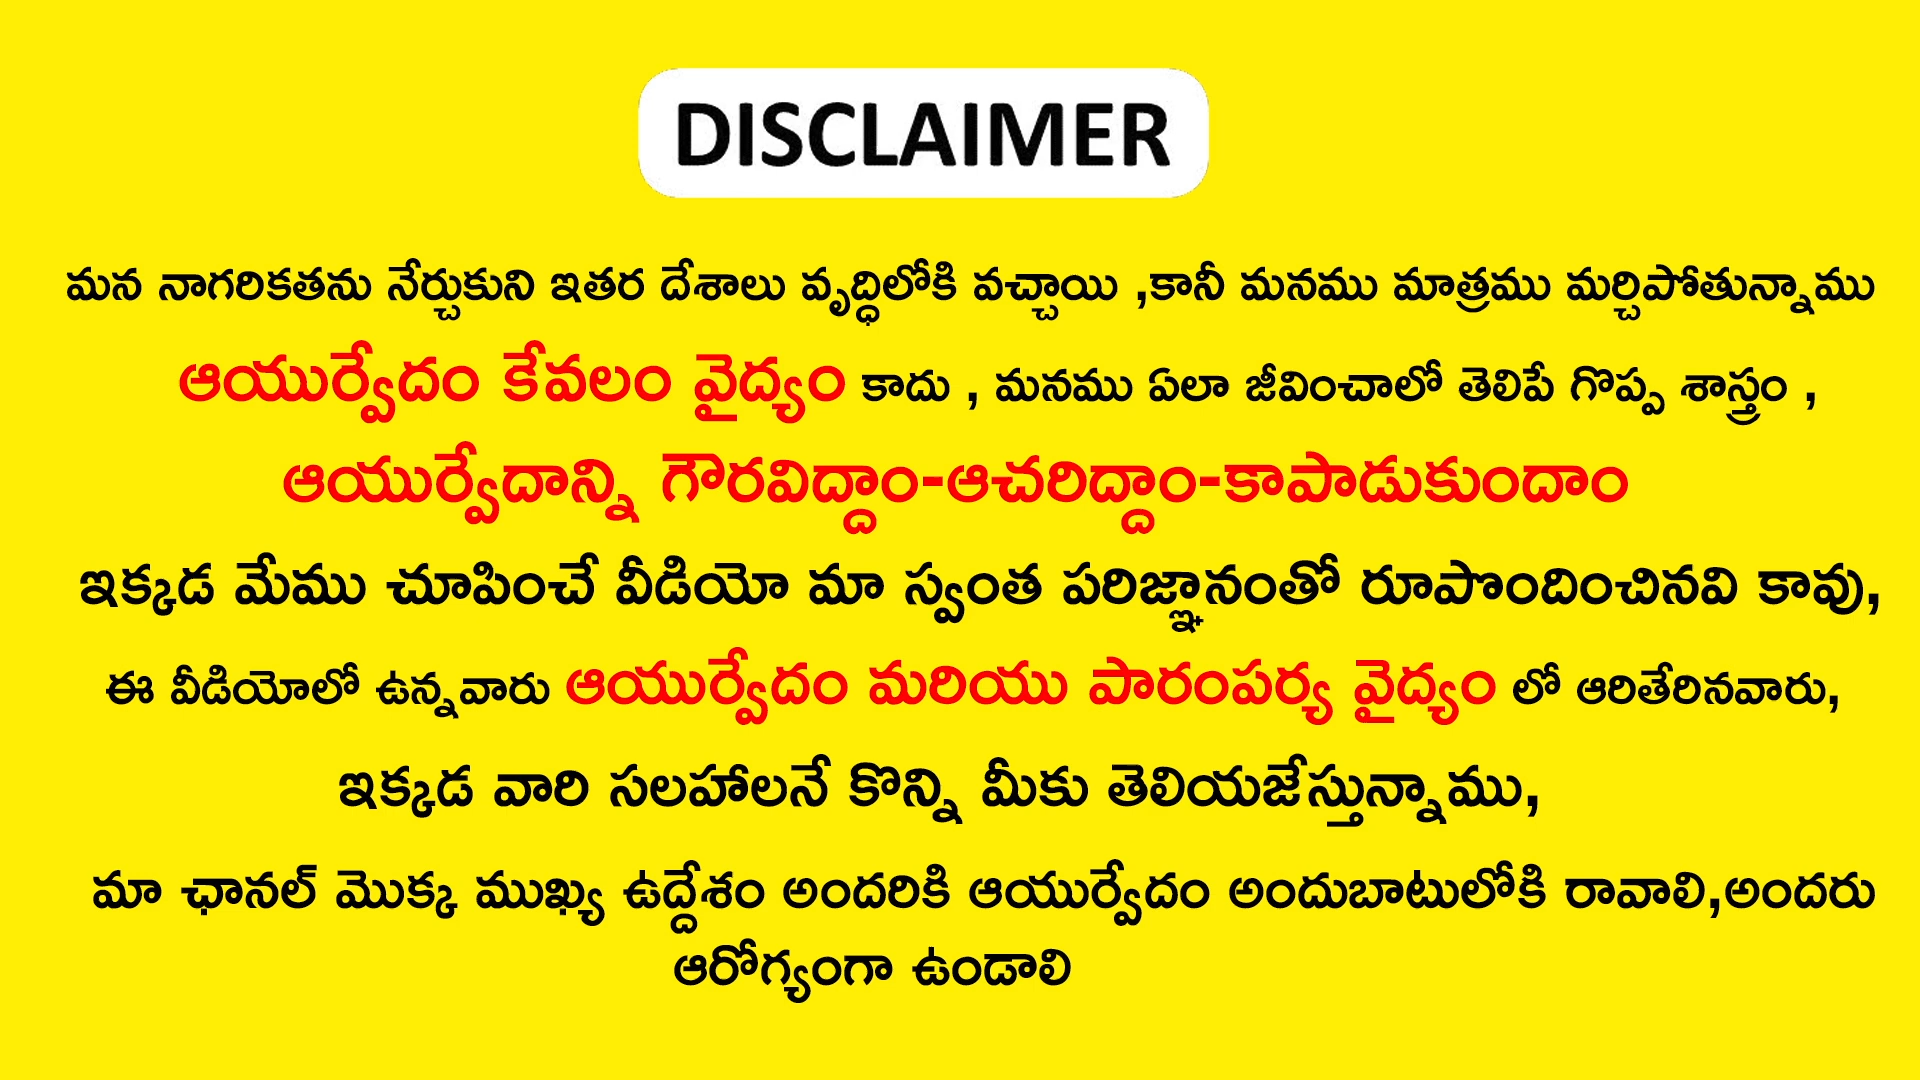 DISCLAIMER
మన నాగరికతను నేర్చుకుని ఇతర దేశాలు వృద్ధిలోకి వచ్చాయి ,కానీ మనము మాత్రము మర్చిపోతున్నాము
ఆయుర్వేదం కేవలం వైద్యం కాదు , మనము ఏలా జీవించాలో తెలిపే గొప్ప శాస్త్రం ,
ఆయుర్వేదాన్ని గౌరవిద్దాం-ఆచరిద్దాం-కాపాడుకుందాం
ఇక్కడ మేము చూపించే వీడియో మా స్వంత పరిజ్ఞానంతో రూపొందించినవి కావు,
ఈ వీడియోలో ఉన్నవారు ఆయుర్వేదం మరియు పారంపర్య వైద్యం లో ఆరితేరినవారు,
ఇక్కడ వారి సలహాలనే కొన్ని మీకు తెలియజేస్తున్నాము,
మా ఛానల్ మొక్క ముఖ్య ఉద్దేశం అందరికి ఆయుర్వేదం అందుబాటులోకి రావాలి,అందరు
ఆరోగ్యంగా ఉండాలి